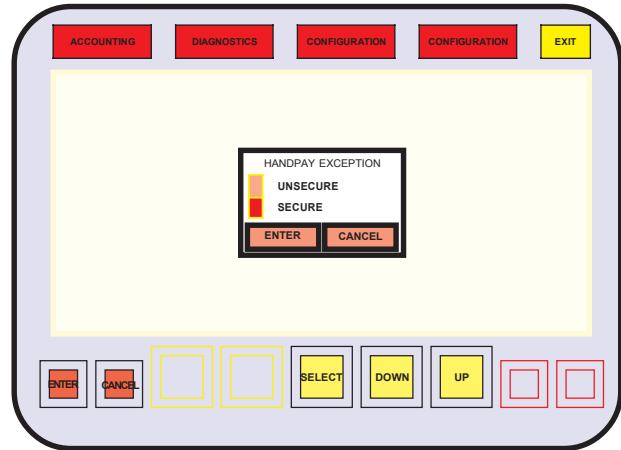 ACCOUNTING
DIAGNOSTICS
CONFIGURATION
CONFIGURATION
EXIT
HANDPAY EXCEPTION
UNSECURE
SECURE
ENTER
CANCEL
ENTER
CANCEL
SELECT
DOWN
UP